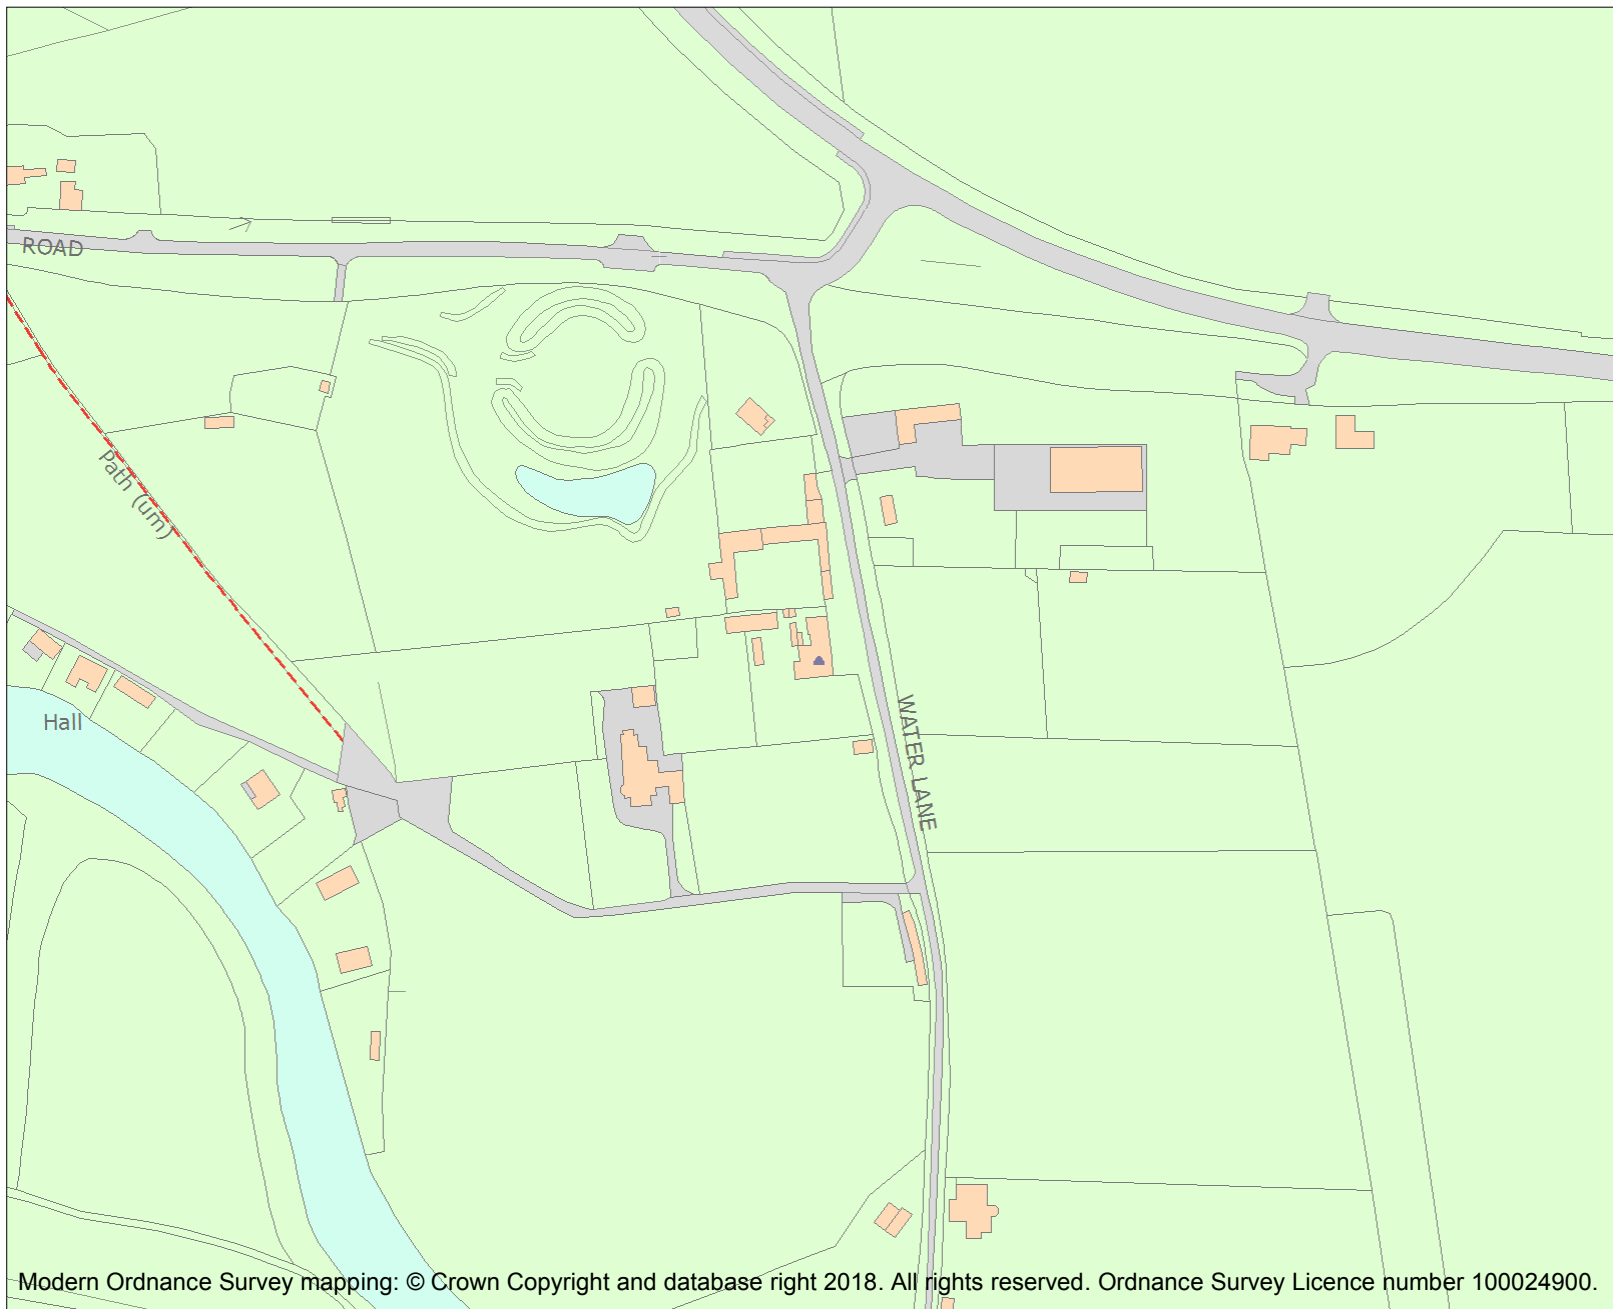 ROAD
Path (um)
Hall
WATER LANE
Modern Ordnance Survey mapping: © Crown Copyright and database right 2018. All rights reserved. Ordnance Survey Licence number 100024900.